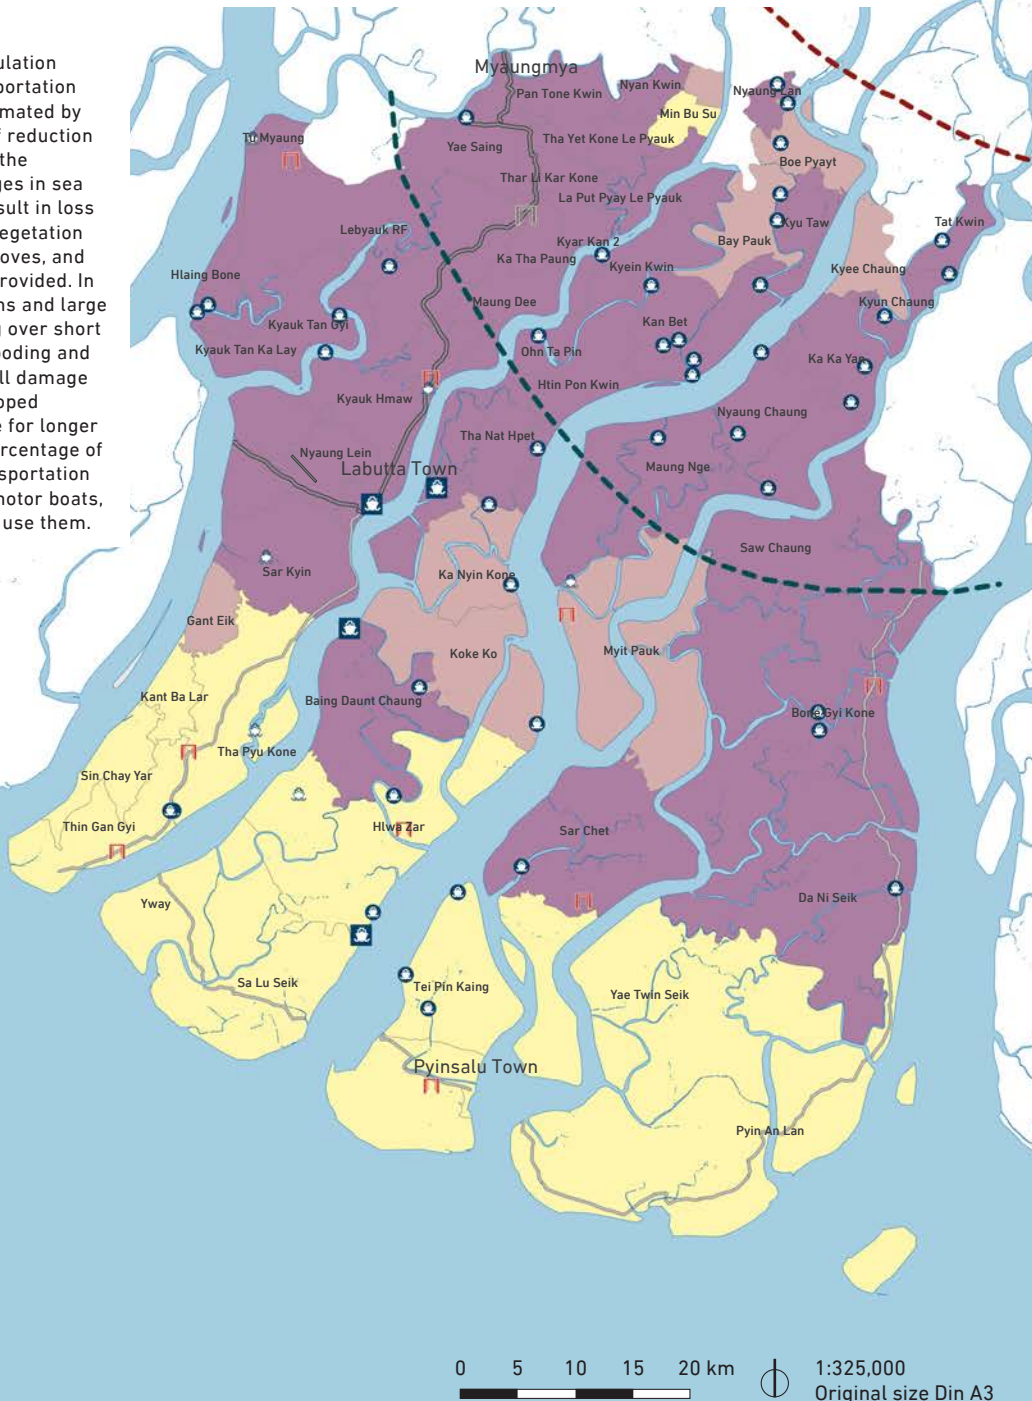 ulation
portation
mated by
f reduction
the
ges in sea
sult in loss
egetation
oves, and
rovided. In
ns and large
g over short
ooding and
ll damage
oped
e for longer
ercentage of
sportation
notor boats,
use them.
Myaungmya
Pan Tone Kwin
Nyan Kwin
Nyaung Lan
Min Bu Su
Tu Myaung
Yae Saing
Tha Yet Kone Le Pyauk
Boe Pyayt
Thar Li Kar Kone
La Put Pyay Le Pyauk
Lebyauk RF
Kyu Taw
Tat Kwin
Kyar Kan 2
Bay Pauk
Ka Tha Paung
Kyein Kwin
Kyee Chaung
Hlaing Bone
Maung Dee
Kyun Chaung
Kyauk Tan Gyi
Kan Bet
Kyauk Tan Ka Lay
Ohn Ta Pin
Ka Ka Yan
Htin Pon Kwin
Kyauk Hmaw
Nyaung Chaung
Tha Nat Hpet
Nyaung Lein
Labutta Town
Maung Nge
Saw Chaung
Sar Kyin
Ka Nyin Kone
Gant Eik
Koke Ko
Myit Pauk
Kant Ba Lar
Baing Daunt Chaung
Bone Gyi Kone
Tha Pyu Kone
Sin Chay Yar
Thin Gan Gyi
Hlwa Zar
Sar Chet
Yway
Da Ni Seik
Sa Lu Seik
Tei Pin Kaing
Yae Twin Seik
Pyinsalu Town
Pyin An Lan
0 5 10 15 20 km
1:325,000
Original size Din A3